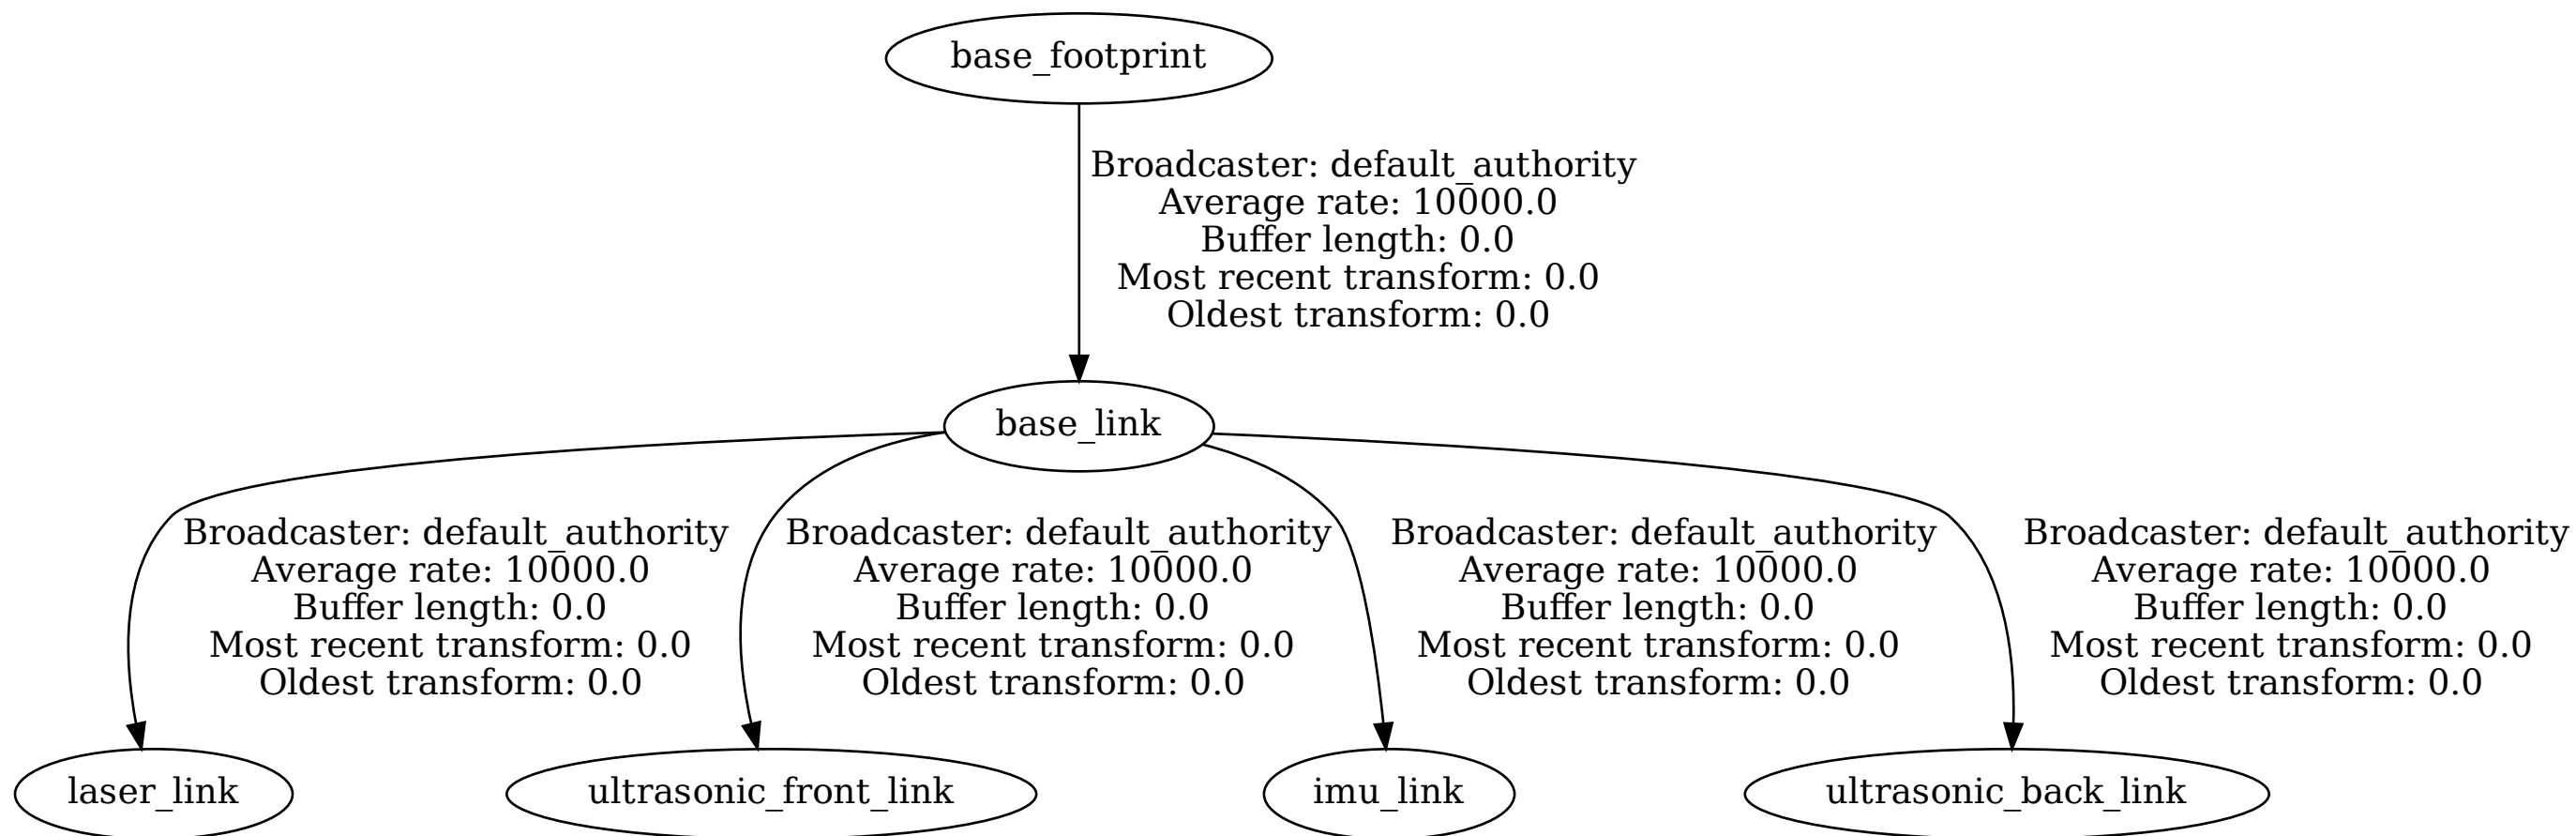 base_footprint
Broadcaster: default_authority
Average rate: 10000.0
Buffer length: 0.0
Most recent transform: 0.0
Oldest transform: 0.0
base_link
Broadcaster: default_authority
Average rate: 10000.0
Buffer length: 0.0
Most recent transform: 0.0
Oldest transform: 0.0
Broadcaster: default_authority
Average rate: 10000.0
Buffer length: 0.0
Most recent transform: 0.0
Oldest transform: 0.0
Broadcaster: default_authority
Average rate: 10000.0
Buffer length: 0.0
Most recent transform: 0.0
Oldest transform: 0.0
Broadcaster: default_authority
Average rate: 10000.0
Buffer length: 0.0
Most recent transform: 0.0
Oldest transform: 0.0
laser_link
ultrasonic_front_link
imu_link
ultrasonic_back_link